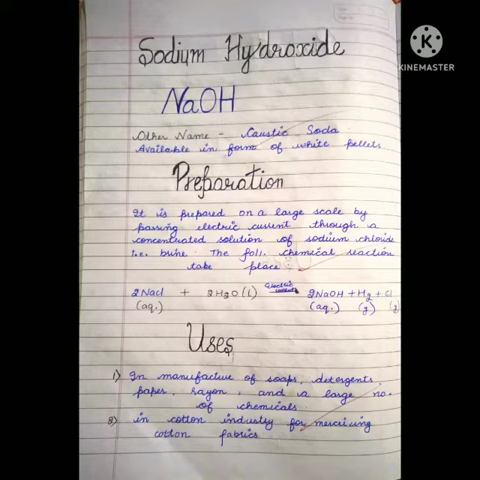 KINEMASTER
Sodium Hydroxide
NaOH
Other Name - Caustic Soda
Available in form of white pellets
Preparation
It is prepared on a large scale by
passing electric current through a
concentrated solution of sodium chloride
i.e. brine. The foll. chemical reaction
take place:-
2NaCl + 2H2O(l) Electric current 2NaOH + H2 + Cl
(aq.) (aq.) (g) (g)
Uses
1) In manufacture of soaps, detergents,
paper, rayon, and a large no.
of chemicals
in cotton industry for
cotton fabrics